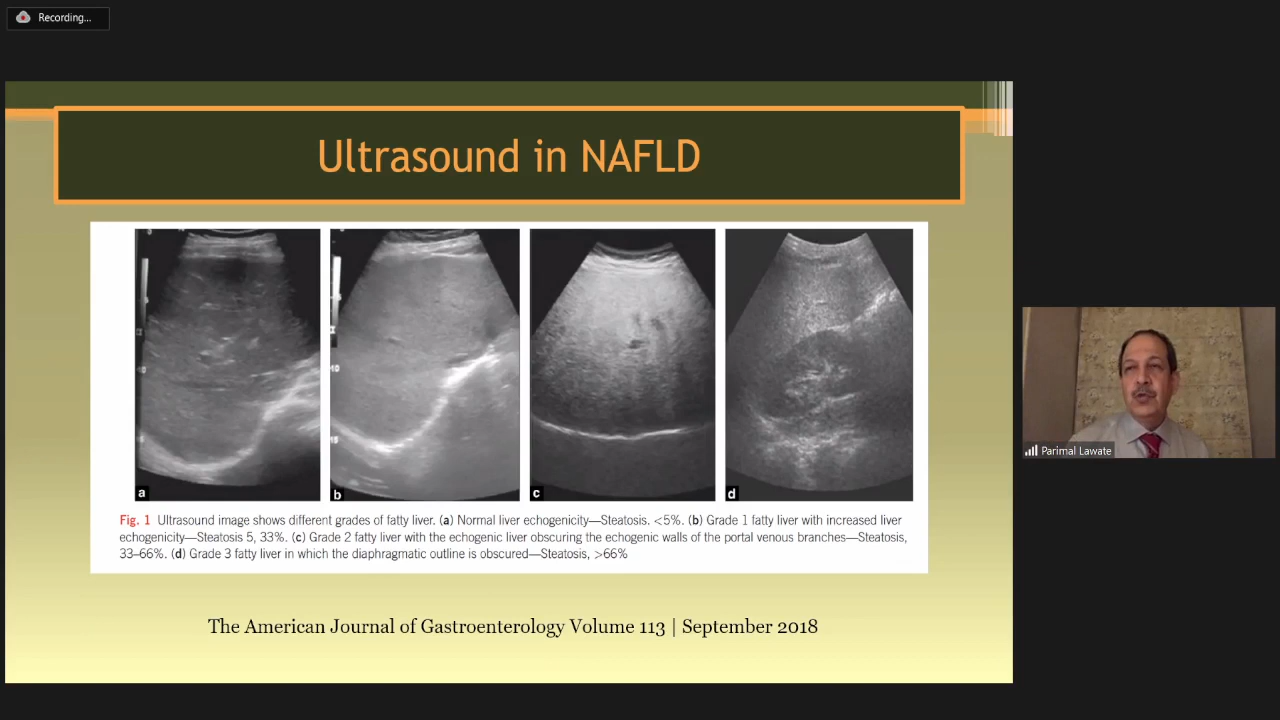 Recording...
Ultrasound in NAFLD
a
b
c
d
Fig. 1 Ultrasound image shows different grades of fatty liver. (a) Normal liver echogenicity—Steatosis. <5%. (b) Grade 1 fatty liver with increased liver
echogenicity—Steatosis 5, 33%. (c) Grade 2 fatty liver with the echogenic liver obscuring the echogenic walls of the portal venous branches—Steatosis,
33–66%. (d) Grade 3 fatty liver in which the diaphragmatic outline is obscured—Steatosis, >66%
The American Journal of Gastroenterology Volume 113 | September 2018
Parimal Lawate